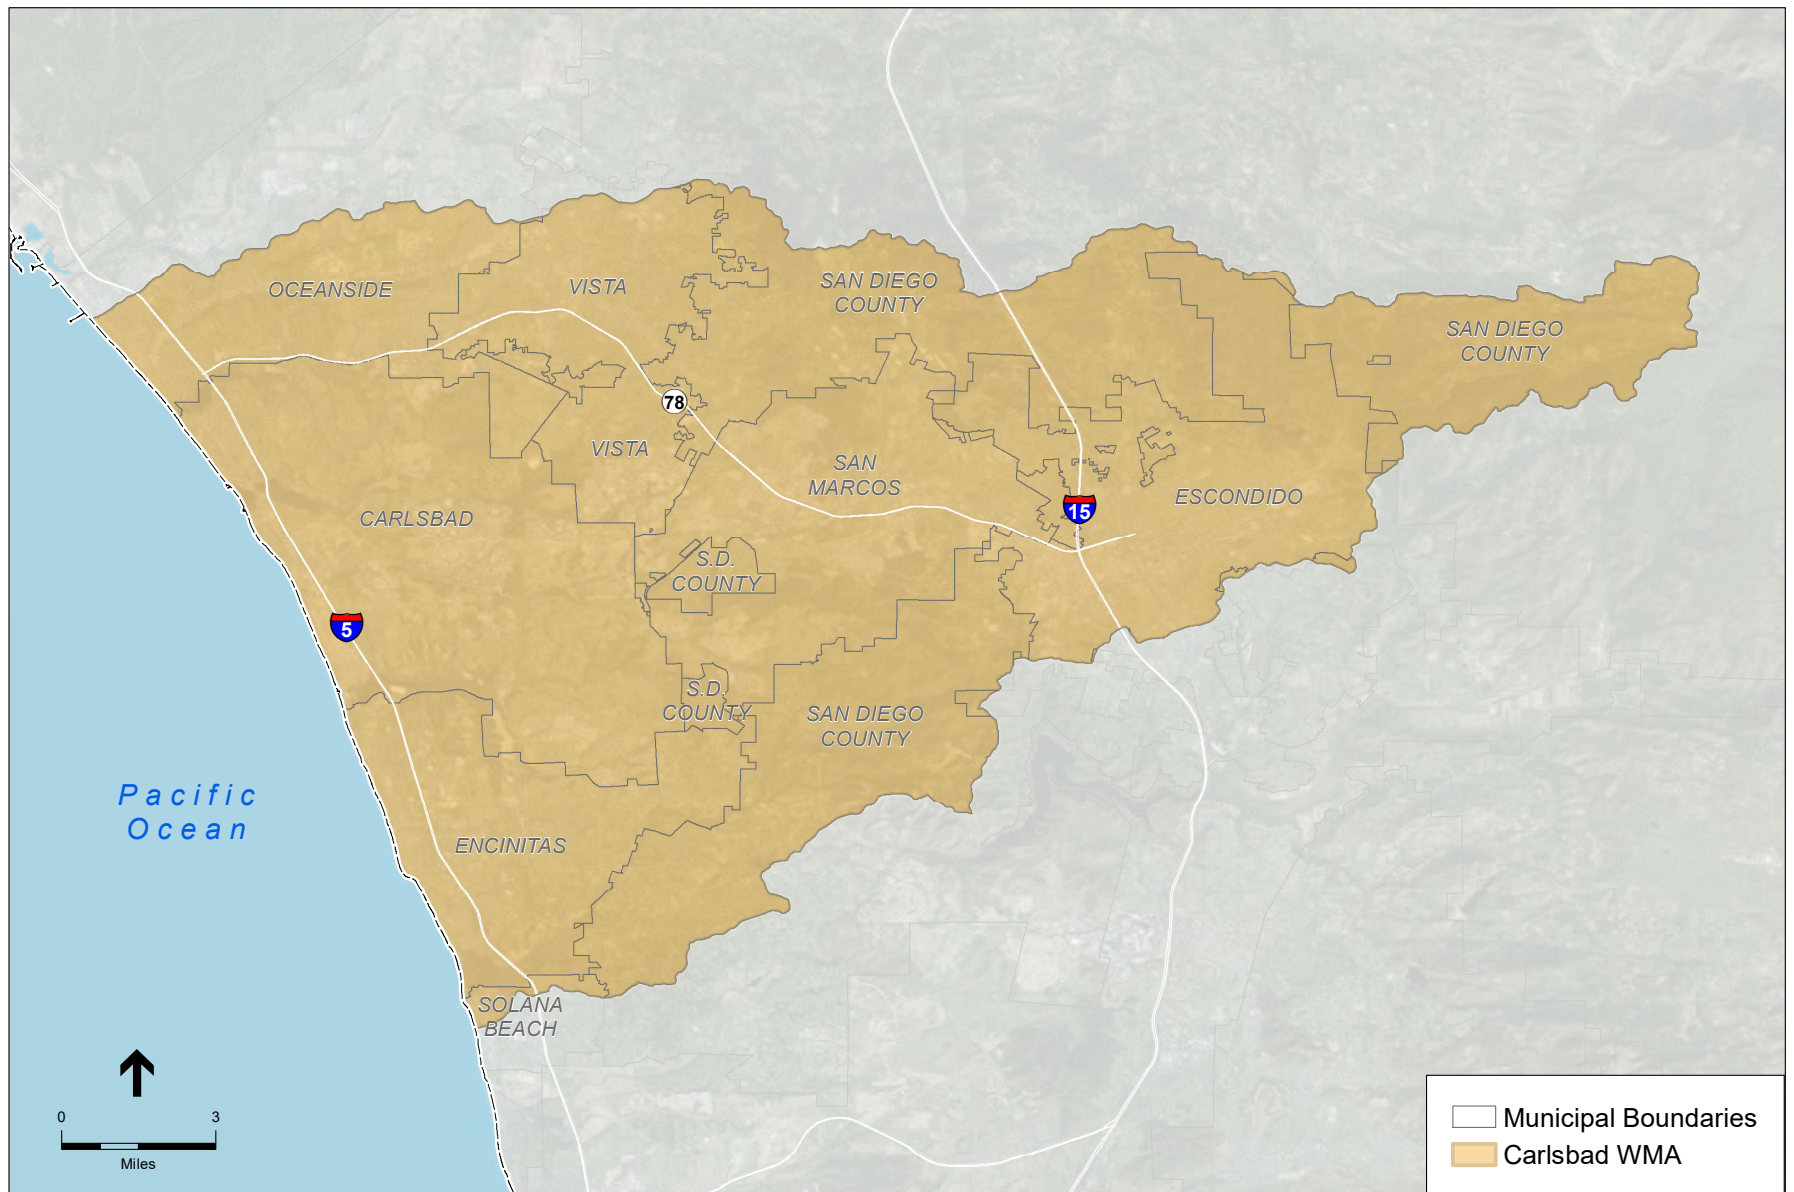 OCEANSIDE
VISTA
SAN DIEGO
COUNTY
SAN DIEGO
COUNTY
78
VISTA
SAN
MARCOS
ESCONDIDO
15
CARLSBAD
S.D.
COUNTY
5
S.D.
COUNTY
SAN DIEGO
COUNTY
Pacific
Ocean
ENCINITAS
SOLANA
BEACH
0 3
Miles
Municipal Boundaries
Carlsbad WMA